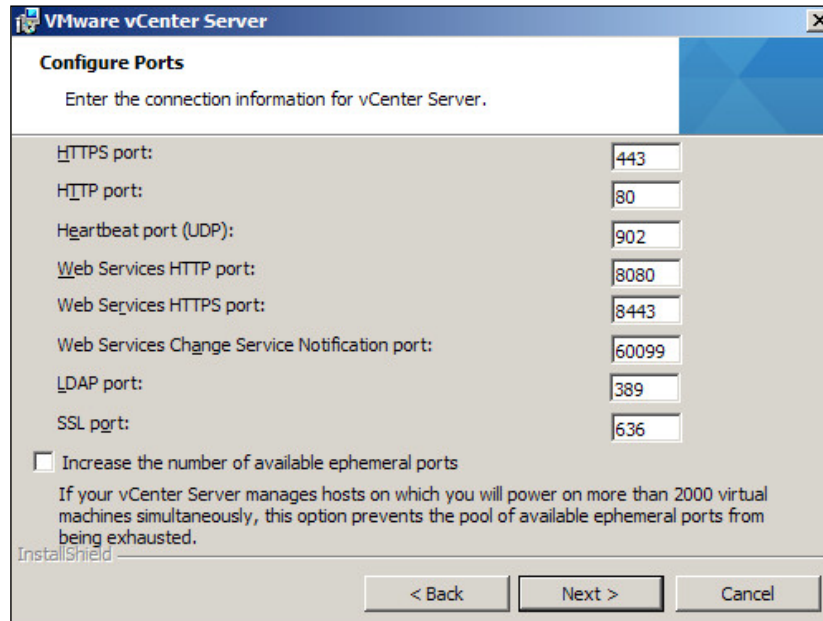 VMware vCenter Server
Configure Ports
Enter the connection information for vCenter Server.
HTTPS port: 443
HTTP port: 80
Heartbeat port (UDP): 902
Web Services HTTP port: 8080
Web Services HTTPS port: 8443
Web Services Change Service Notification port: 60099
LDAP port: 389
SSL port: 636
Increase the number of available ephemeral ports
If your vCenter Server manages hosts on which you will power on more than 2000 virtual
machines simultaneously, this option prevents the pool of available ephemeral ports from
being exhausted.
InstallShield
< Back Next > Cancel